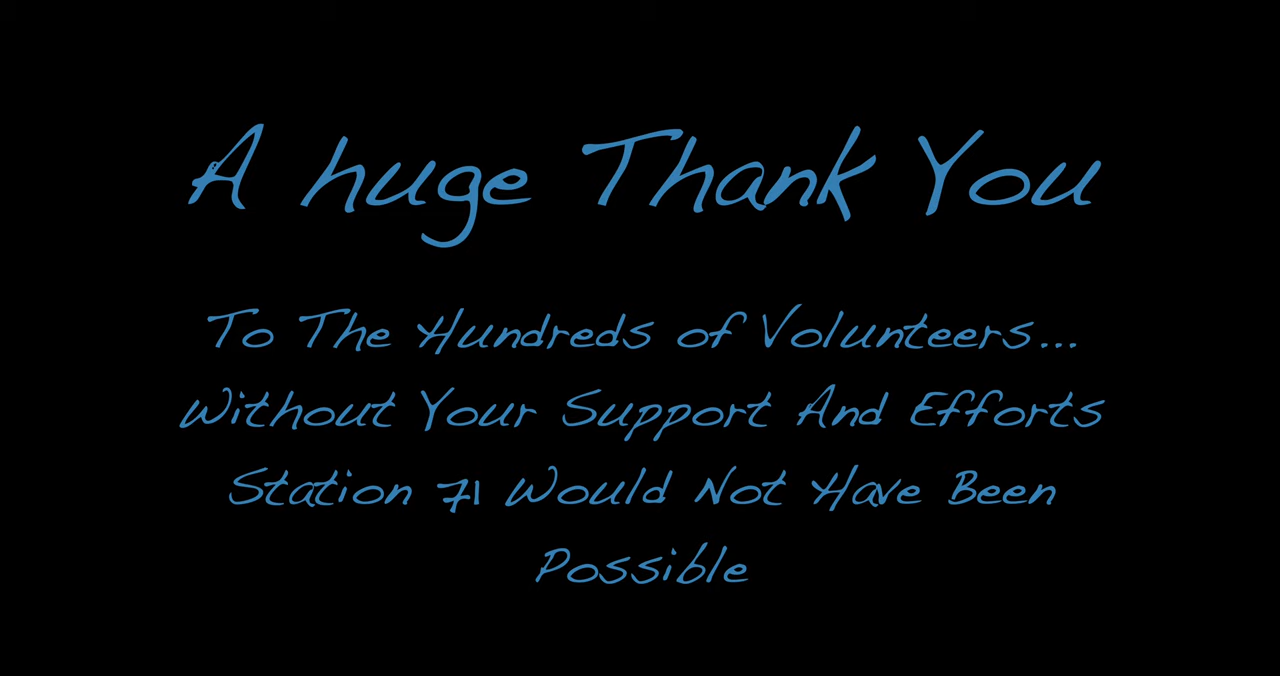 A huge Thank You
To The Hundreds of Volunteers...
Without Your Support And Efforts
Station 71 Would Not Have Been
Possible